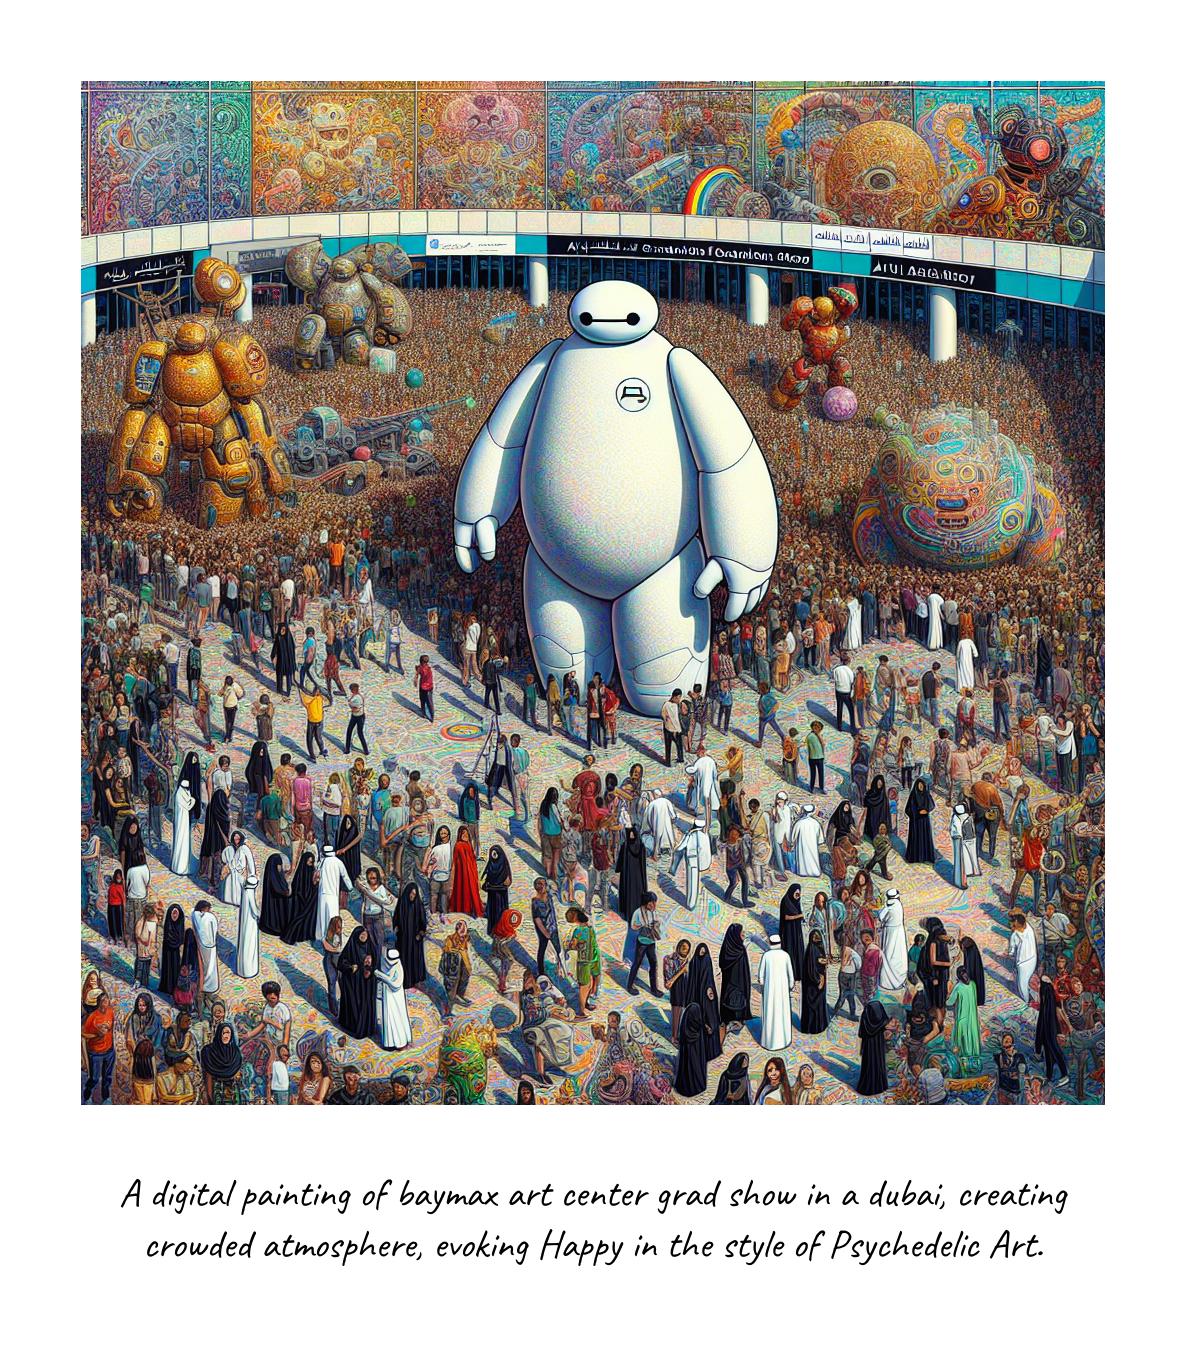 A digital painting of baymax art center grad show in a dubai, creating
crowded atmosphere, evoking Happy in the style of Psychedelic Art.